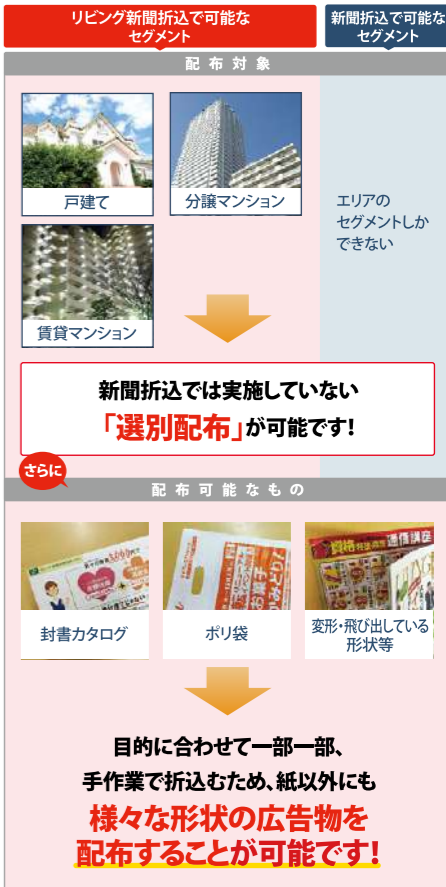 リビング新聞折込で可能な
セグメント
新聞折込で可能な
セグメント
配布対象
戸建て
分譲マンション
エリアの
セグメントしか
できない
賃貸マンション
新聞折込では実施していない
「選別配布」が可能です!
さらに
配布可能なもの
封書カタログ
ポリ袋
変形・飛び出している
形状等
目的に合わせて一部一部、
手作業で折込むため、紙以外にも
様々な形状の広告物を
配布することが可能です!